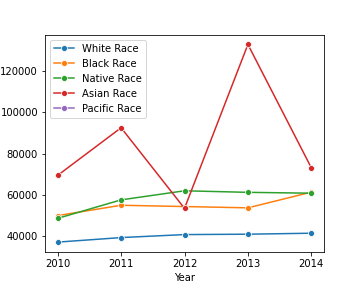 White Race
Black Race
Native Race
Asian Race
Pacific Race
120000
100000
80000
60000
40000
2010 2011 2012 2013 2014
Year